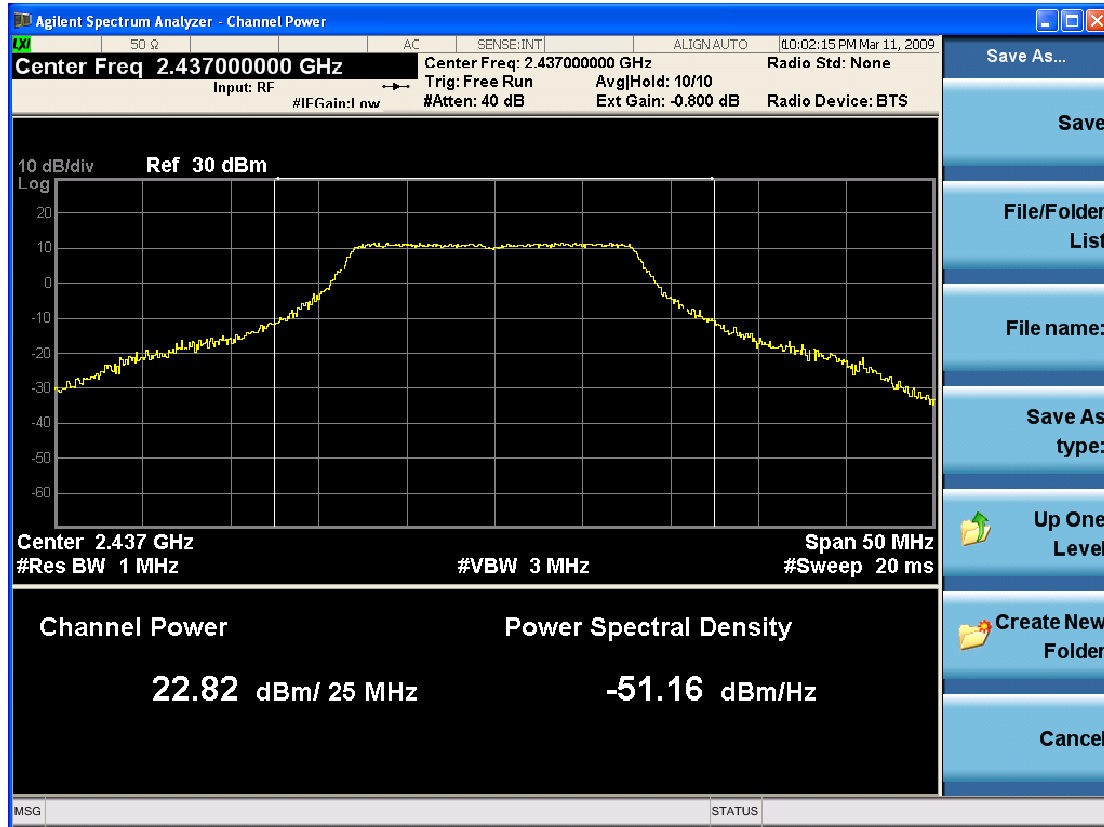 Agilent Spectrum Analyzer - Channel Power
LXI 50 Ω AC SENSE:INT ALIGN AUTO 10:02:15 PM Mar 11, 2009
Center Freq 2.437000000 GHz
Input: RF
#IFGain:Low
Center Freq: 2.437000000 GHz
Trig: Free Run Avg|Hold: 10/10
#Atten: 40 dB Ext Gain: -0.800 dB
Radio Std: None
Radio Device: BTS
10 dB/div Ref 30 dBm
Log
20
10
0
-10
-20
-30
-40
-50
-60
Center 2.437 GHz Span 50 MHz
#Res BW 1 MHz #VBW 3 MHz #Sweep 20 ms
Channel Power Power Spectral Density
22.82 dBm/ 25 MHz -51.16 dBm/Hz
MSG STATUS
Save As...
Save
File/Folder
List
File name:
Save As
type:
Up One
Level
Create New
Folder
Cancel